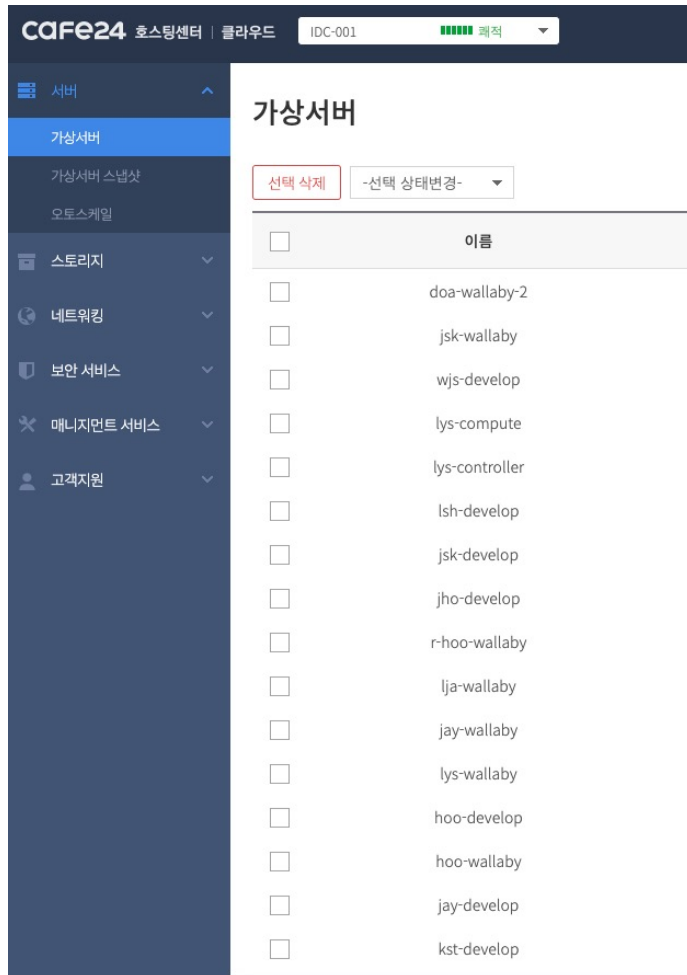 cafe24 호스팅센터 | 클라우드 IDC-001 쾌적
서버
가상서버
가상서버 스냅샷
오토스케일
스토리지
네트워킹
보안 서비스
매니지먼트 서비스
고객지원
가상서버
선택 삭제 -선택 상태변경-
이름
doa-wallaby-2
jsk-wallaby
wjs-develop
lys-compute
lys-controller
lsh-develop
jsk-develop
jho-develop
r-hoo-wallaby
lja-wallaby
jay-wallaby
lys-wallaby
hoo-develop
hoo-wallaby
jay-develop
kst-develop